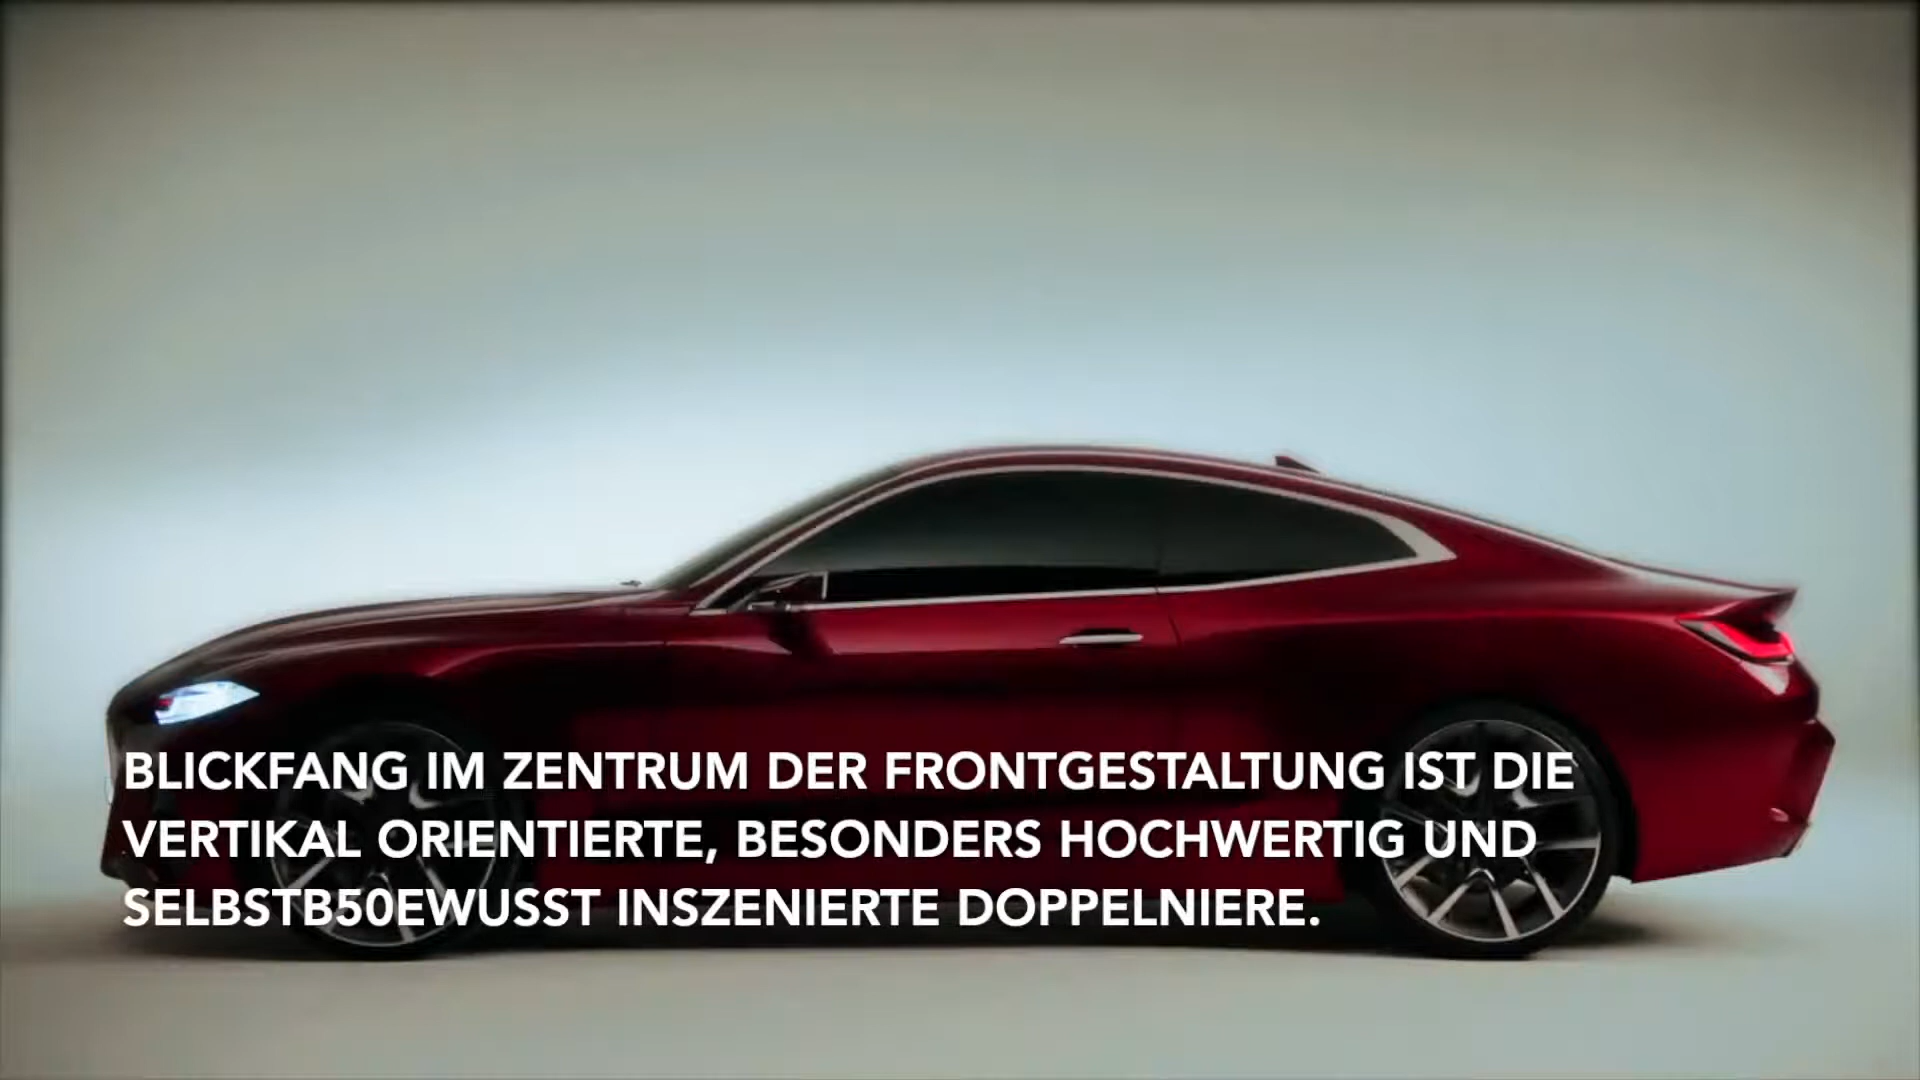 BLICKFANG IM ZENTRUM DER FRONTGESTALTUNG IST DIE
VERTIKAL ORIENTIERTE, BESONDERS HOCHWERTIG UND
SELBSTB50EWUSST INSZENIERTE DOPPELNIERE.